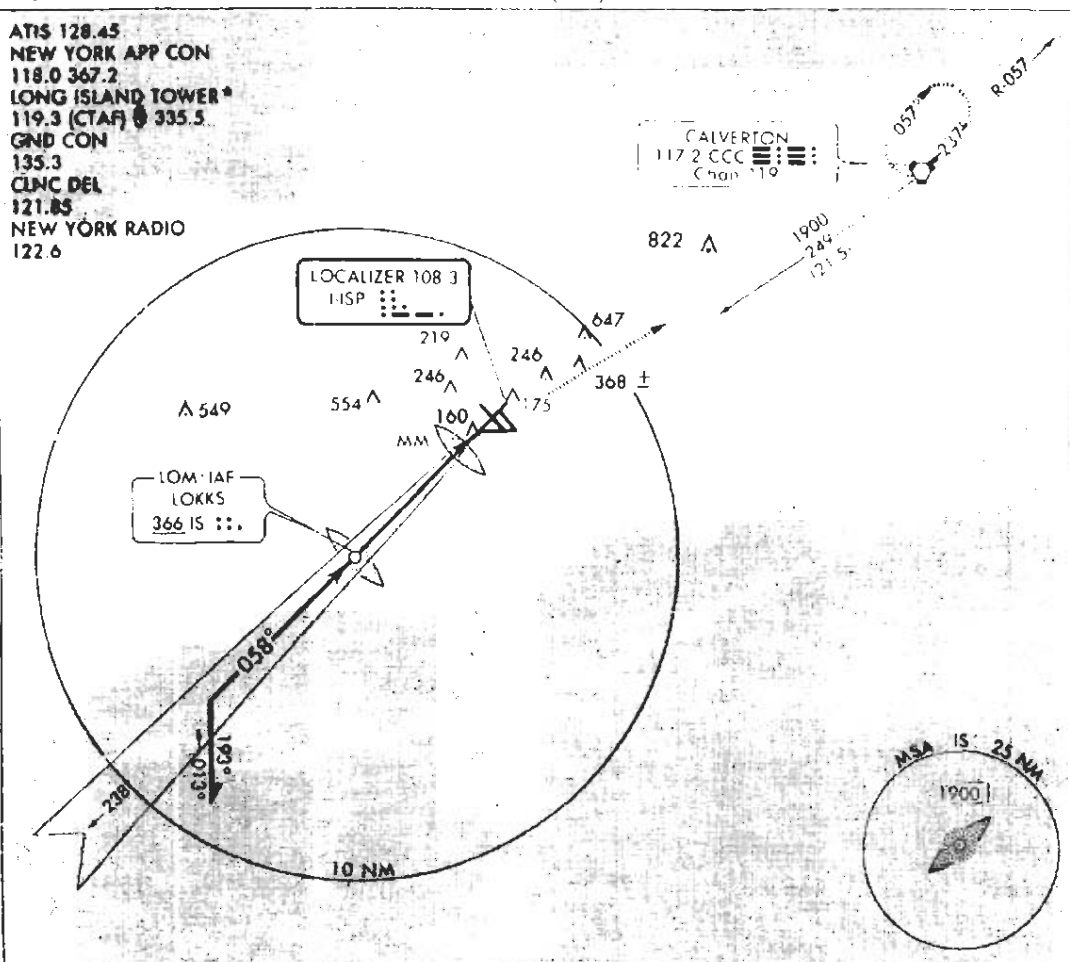 ATIS 128.45
NEW YORK APP CON
118.0 367.2
LONG ISLAND TOWER*
119.3 (CTAF) 335.5
GND CON
135.3
CLNC DEL
121.85
NEW YORK RADIO
122.6
R-057
057°
237°
CALVERTON
117.2 CCC
Chan 119
822
1900
249
LOCALIZER 108.3
I-ISP
647
219
246
246
368 ±
549
554
175
160
MM
LOM-IAF
LOKKS
366 IS
058°
193°
013°
238
10 NM
MSA IS 25 NM
1900